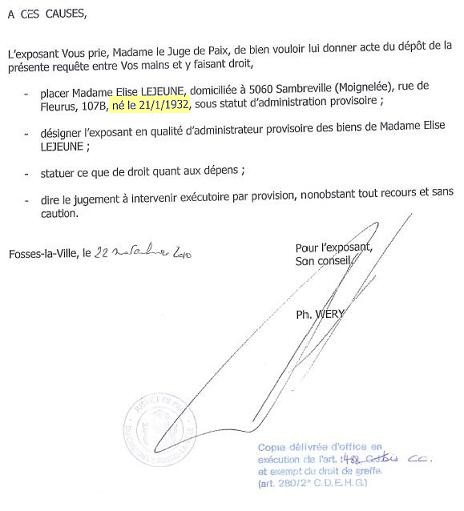 A CES CAUSES,
L'exposant Vous prie, Madame le Juge de Paix, de bien vouloir lui donner acte du dépôt de la
présente requête entre Vos mains et y faisant droit,
- placer Madame Elise LEJEUNE, domiciliée à 5060 Sambreville (Moignelée), rue de
Fleurus, 107B, né le 21/1/1932, sous statut d'administration provisoire ;
- désigner l'exposant en qualité d'administrateur provisoire des biens de Madame Elise
LEJEUNE ;
- statuer ce que de droit quant aux dépens ;
- dire le jugement à intervenir exécutoire par provision, nonobstant tout recours et sans
caution.
Fosses-la-Ville, le 22
Pour l'exposant,
Son conseil,
Ph. WERY
Copie délivrée d'office en
exécution de l'art. : 488 bis CC.
et exempt du droit de greffe.
(art. 280/2° C.D.E.H.G.)